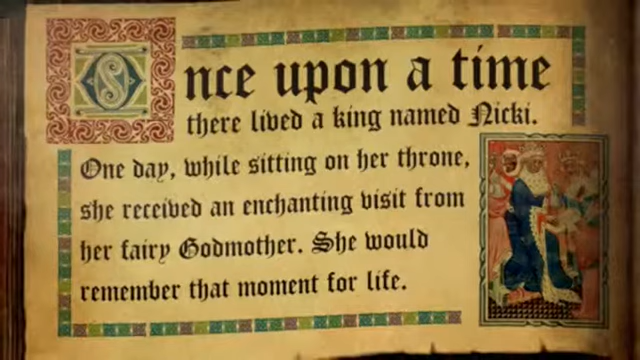 Once upon a time
there lived a king named Nicki.
One day, while sitting on her throne,
she received an enchanting visit from
her fairy Godmother. She would
remember that moment for life.